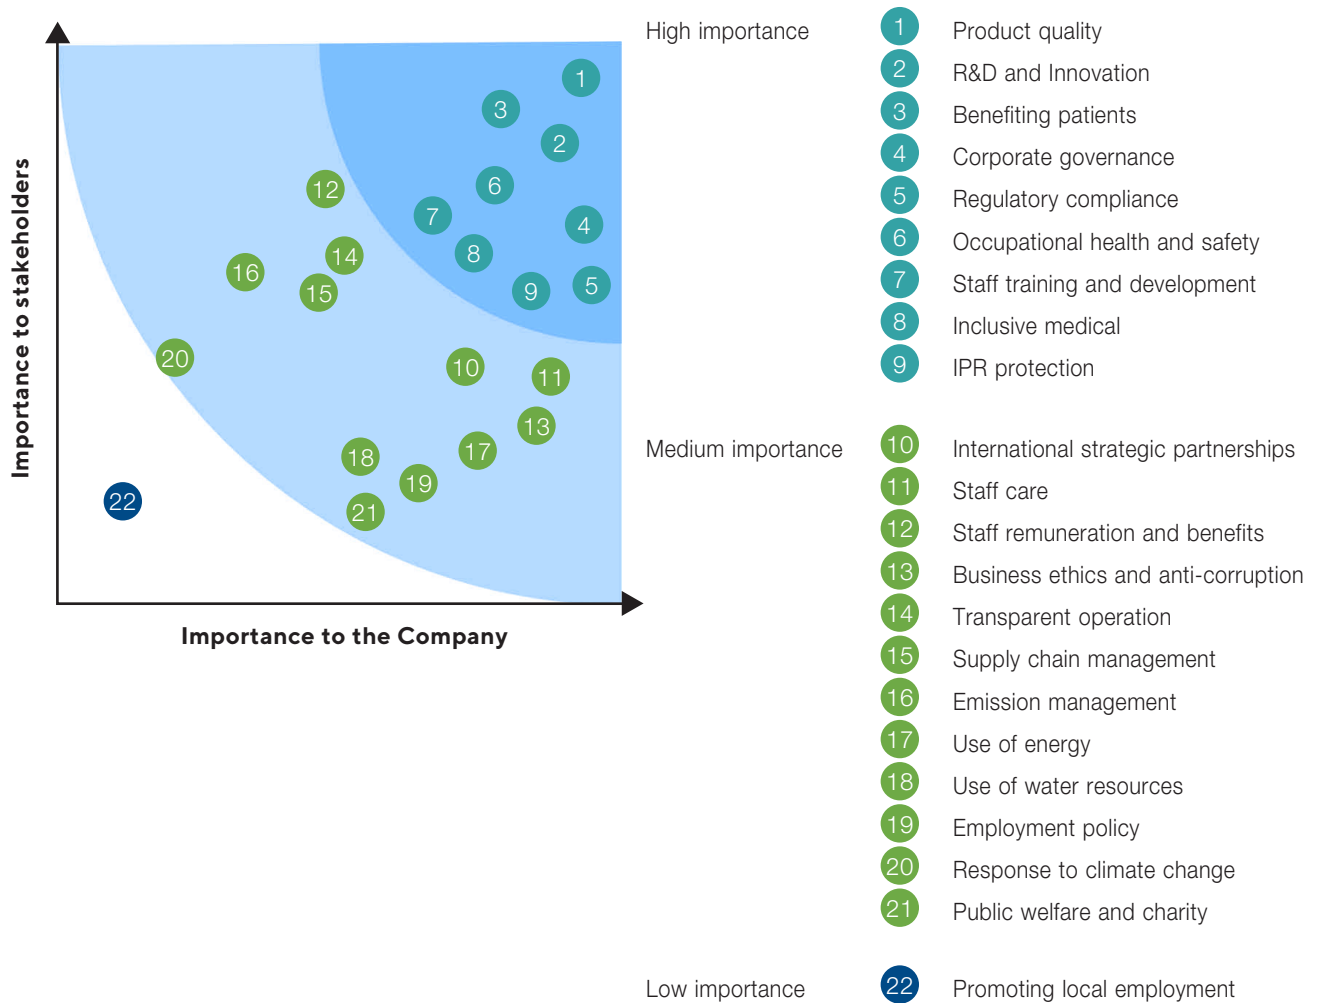 Importance to stakeholders
1
3
2
12
6
7
4
14
8
16
15
9
5
20
10
11
13
18
17
19
22
21
Importance to the Company
High importance
1 Product quality
2 R&D and Innovation
3 Benefiting patients
4 Corporate governance
5 Regulatory compliance
6 Occupational health and safety
7 Staff training and development
8 Inclusive medical
9 IPR protection
Medium importance
10 International strategic partnerships
11 Staff care
12 Staff remuneration and benefits
13 Business ethics and anti-corruption
14 Transparent operation
15 Supply chain management
16 Emission management
17 Use of energy
18 Use of water resources
19 Employment policy
20 Response to climate change
21 Public welfare and charity
Low importance
22 Promoting local employment